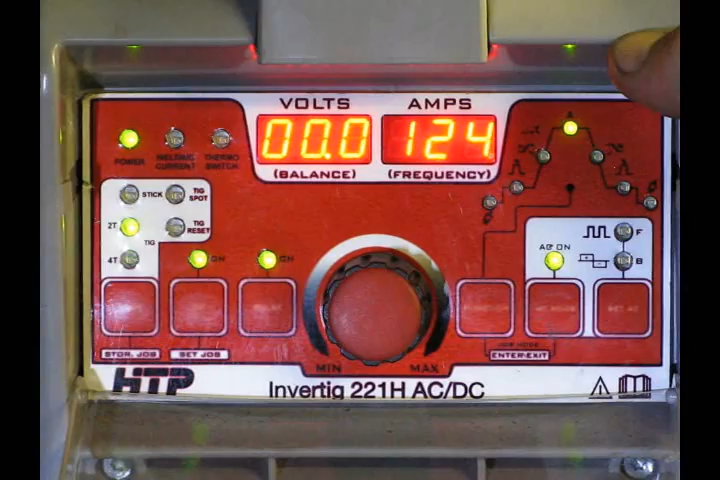 VOLTS AMPS
00.0 124
(BALANCE) (FREQUENCY)
POWER WELDING CURRENT THERMO SWITCH
STICK TIG SPOT
2T TIG RESET
TIG
4T ON ON
AC ON F
B
STOR. JOB SET JOB ENTER-EXIT
MIN MAX
HTP Invertig 221H AC/DC